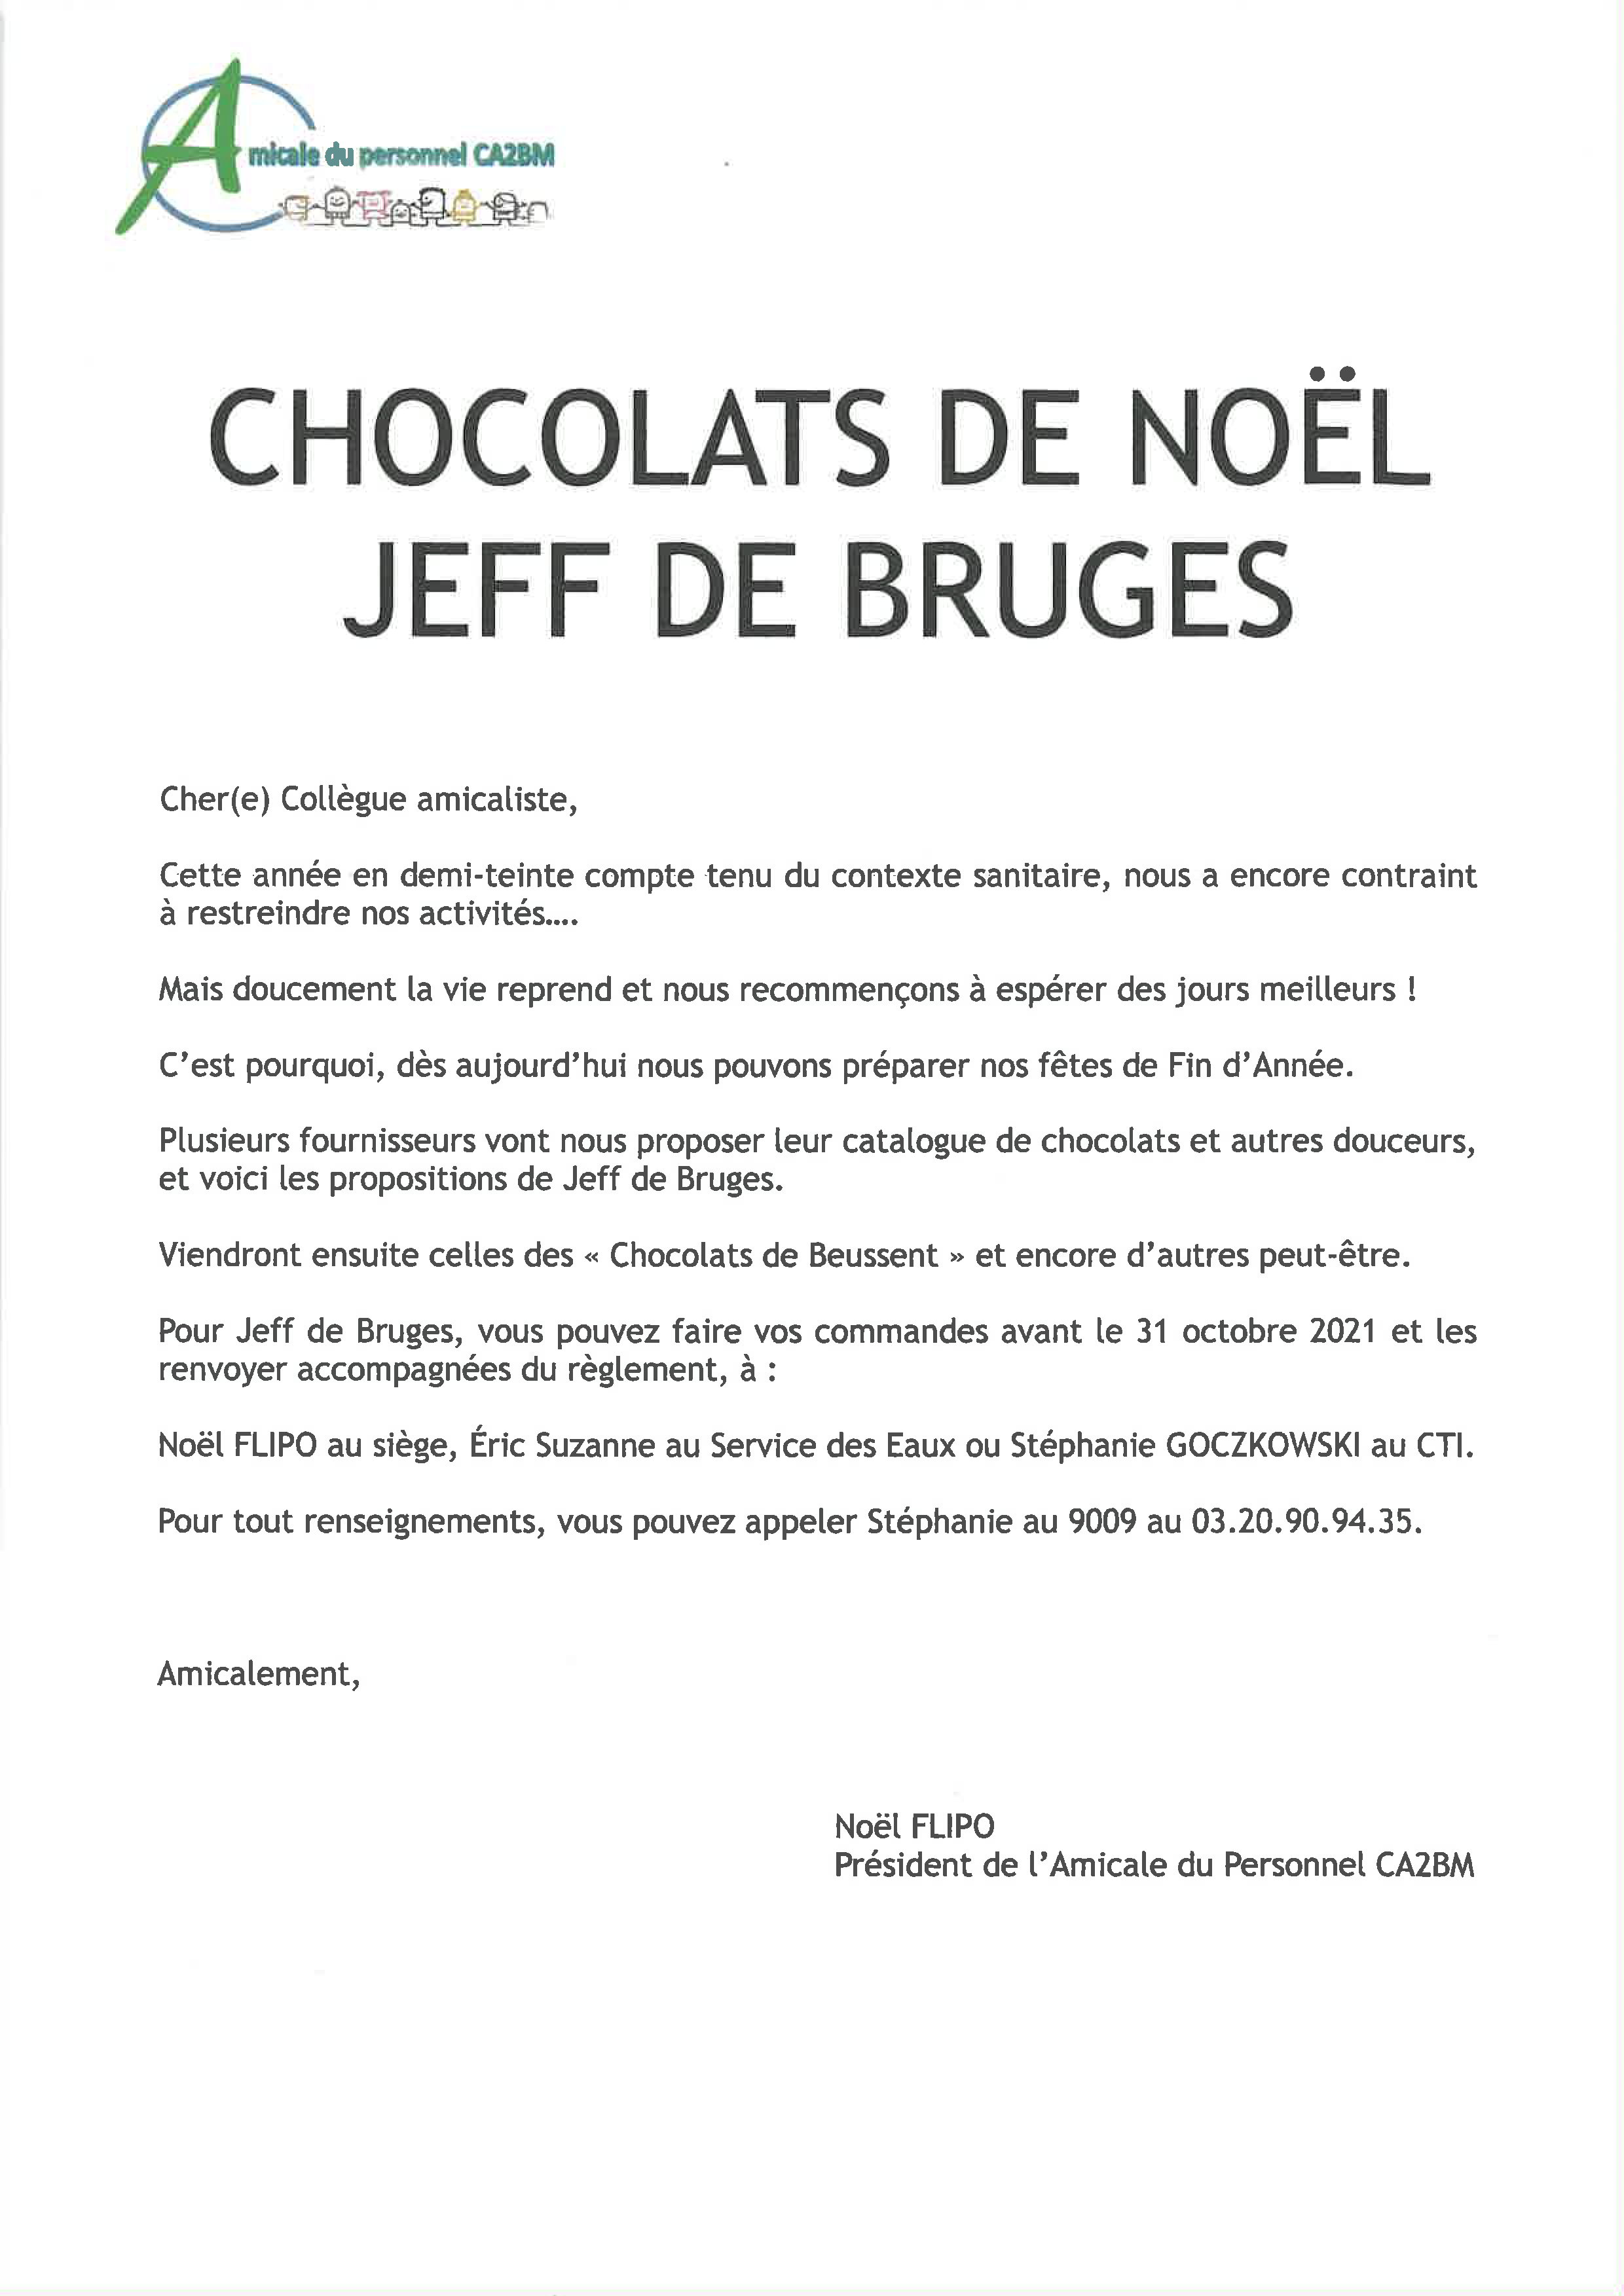 Amicale du personnel CA2BM
CHOCOLATS DE NOËL
JEFF DE BRUGES
Cher(e) Collègue amicaliste,
Cette année en demi-teinte compte tenu du contexte sanitaire, nous a encore contraint
à restreindre nos activités....
Mais doucement la vie reprend et nous recommençons à espérer des jours meilleurs !
C'est pourquoi, dès aujourd'hui nous pouvons préparer nos fêtes de Fin d'Année.
Plusieurs fournisseurs vont nous proposer leur catalogue de chocolats et autres douceurs,
et voici les propositions de Jeff de Bruges.
Viendront ensuite celles des « Chocolats de Beussent » et encore d'autres peut-être.
Pour Jeff de Bruges, vous pouvez faire vos commandes avant le 31 octobre 2021 et les
renvoyer accompagnées du règlement, à :
Noël FLIPO au siège, Éric Suzanne au Service des Eaux ou Stéphanie GOCZKOWSKI au CTI.
Pour tout renseignements, vous pouvez appeler Stéphanie au 9009 au 03.20.90.94.35.
Amicalement,
Noël FLIPO
Président de l'Amicale du Personnel CA2BM